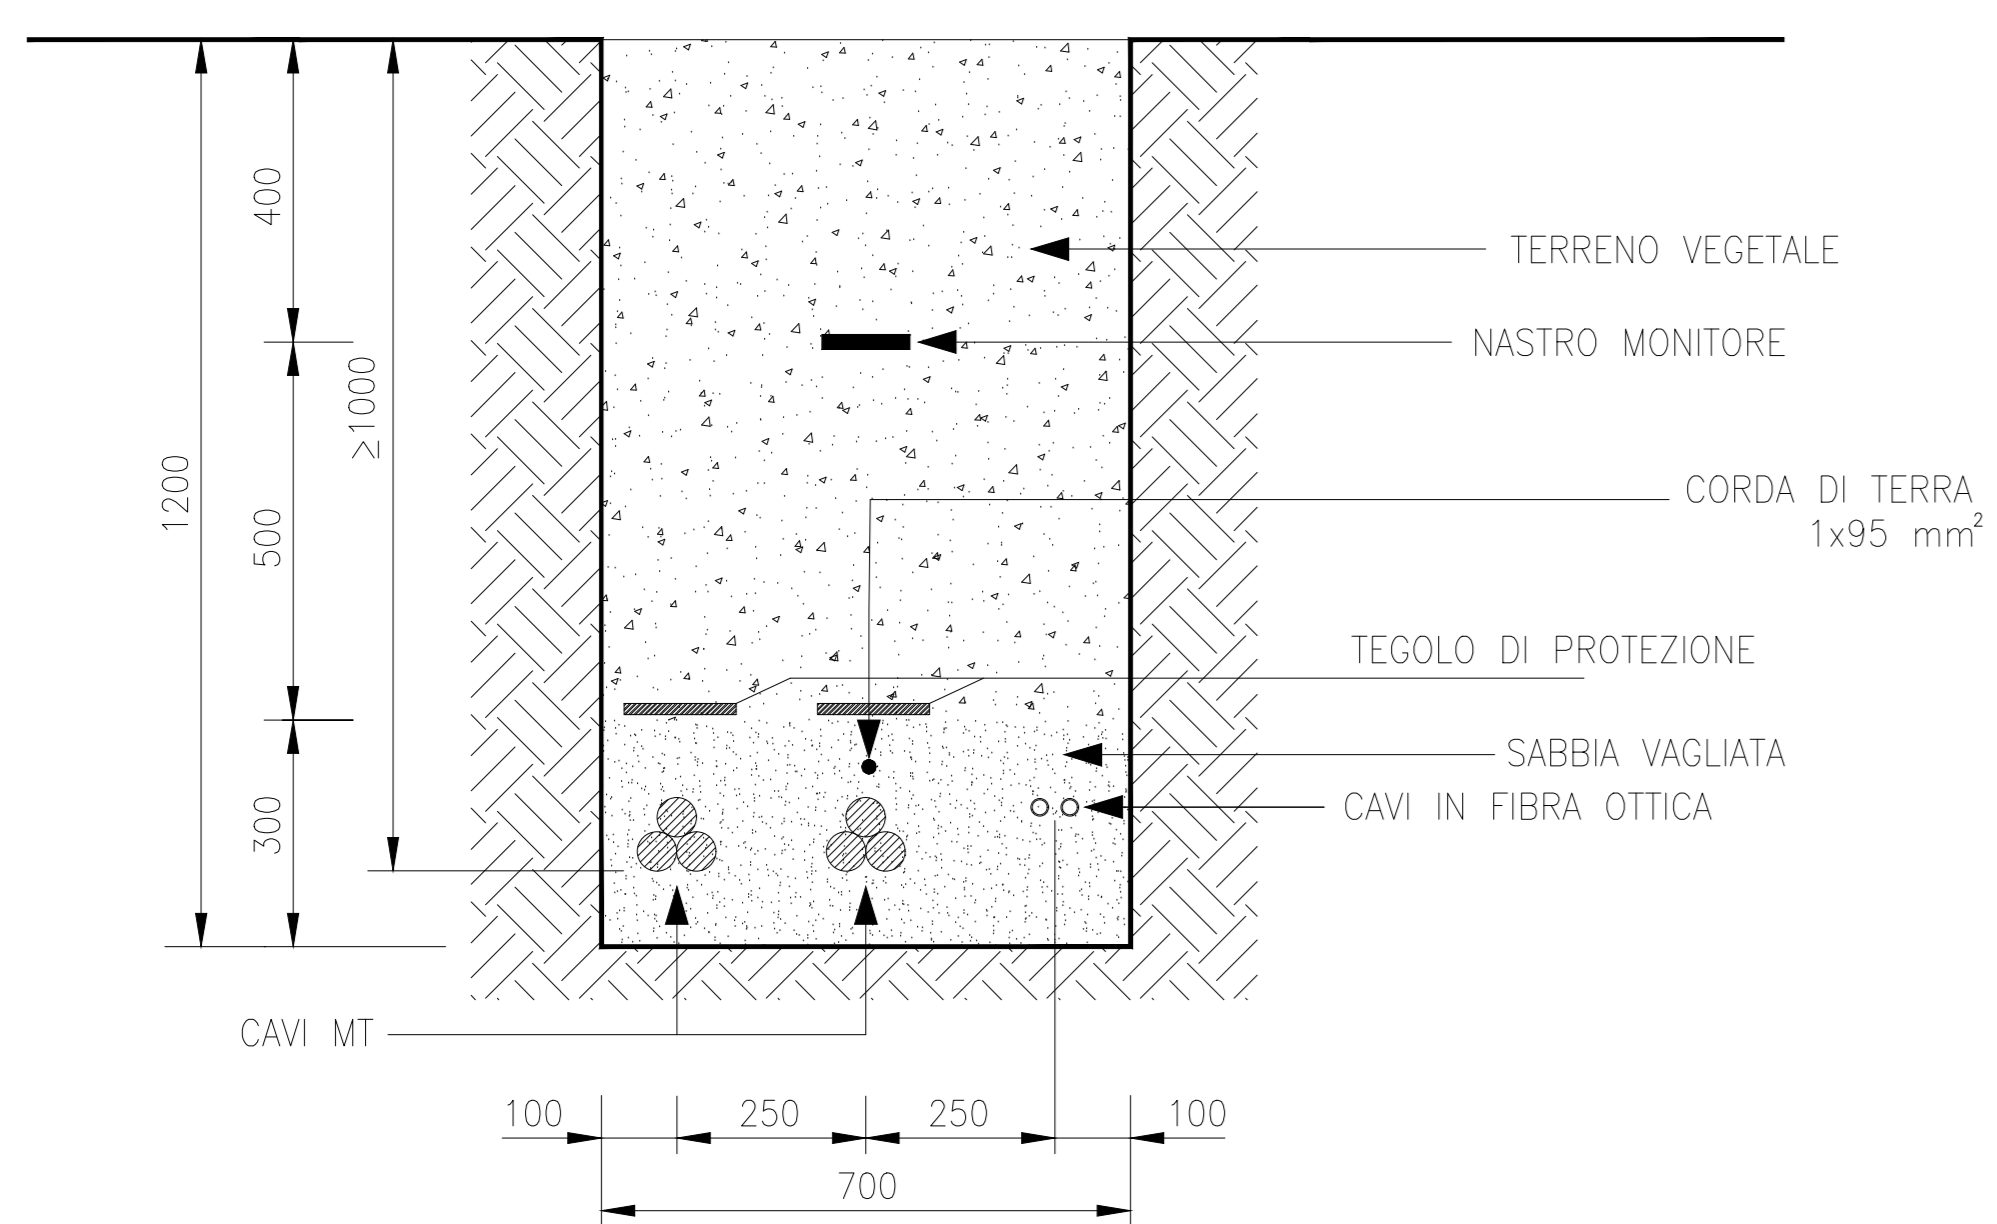 400
TERRENO VEGETALE
NASTRO MONITORE
≥1000
1200
500
CORDA DI TERRA
1x95 mm²
TEGOLO DI PROTEZIONE
SABBIA VAGLIATA
300
CAVI IN FIBRA OTTICA
CAVI MT
100
250
250
100
700